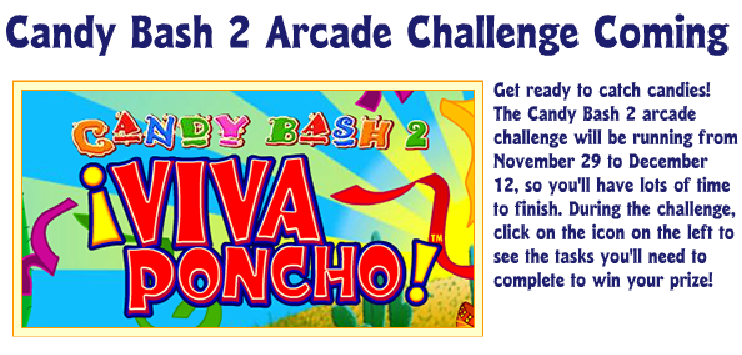 Candy Bash 2 Arcade Challenge Coming
CANDY BASH 2
¡VIVA
PONCHO!™
Get ready to catch candies!
The Candy Bash 2 arcade
challenge will be running from
November 29 to December
12, so you'll have lots of time
to finish. During the challenge,
click on the icon on the left to
see the tasks you'll need to
complete to win your prize!